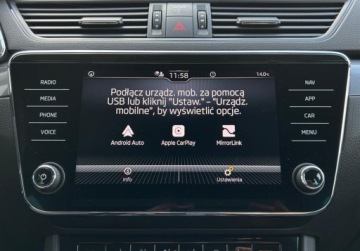 11:58
14.0
Podłącz urządz. mob. za pomocą
USB lub kliknij "Ustaw." - "Urządz.
mobilne", by wyświetlić opcje.
Android Auto
Apple CarPlay
MirrorLink
Info
Ustawienia
RADIO
MEDIA
PHONE
VOICE
NAV
APP
CAR
MENU